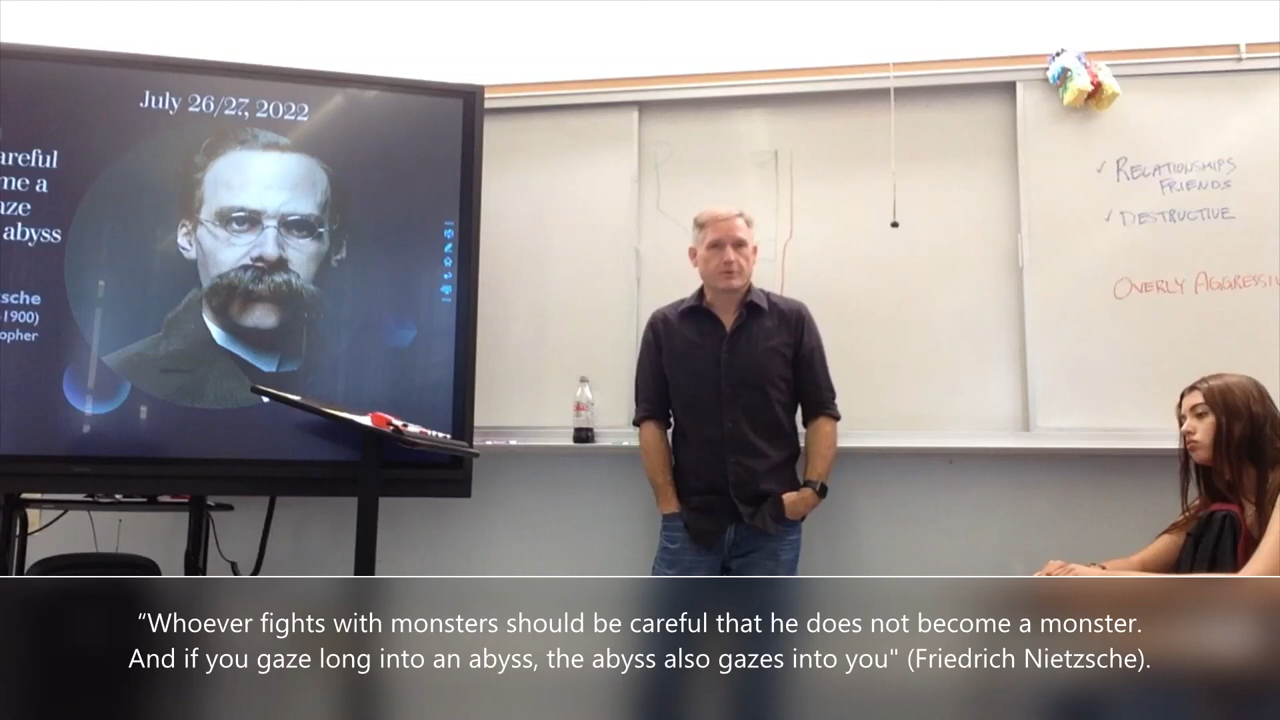 July 26/27, 2022
areful
me a
aze
abyss
sche
1900)
opher
✓ RELATIONSHIPS
FRIENDS
✓ DESTRUCTIVE
OVERLY AGGRESSI
“Whoever fights with monsters should be careful that he does not become a monster.
And if you gaze long into an abyss, the abyss also gazes into you" (Friedrich Nietzsche).